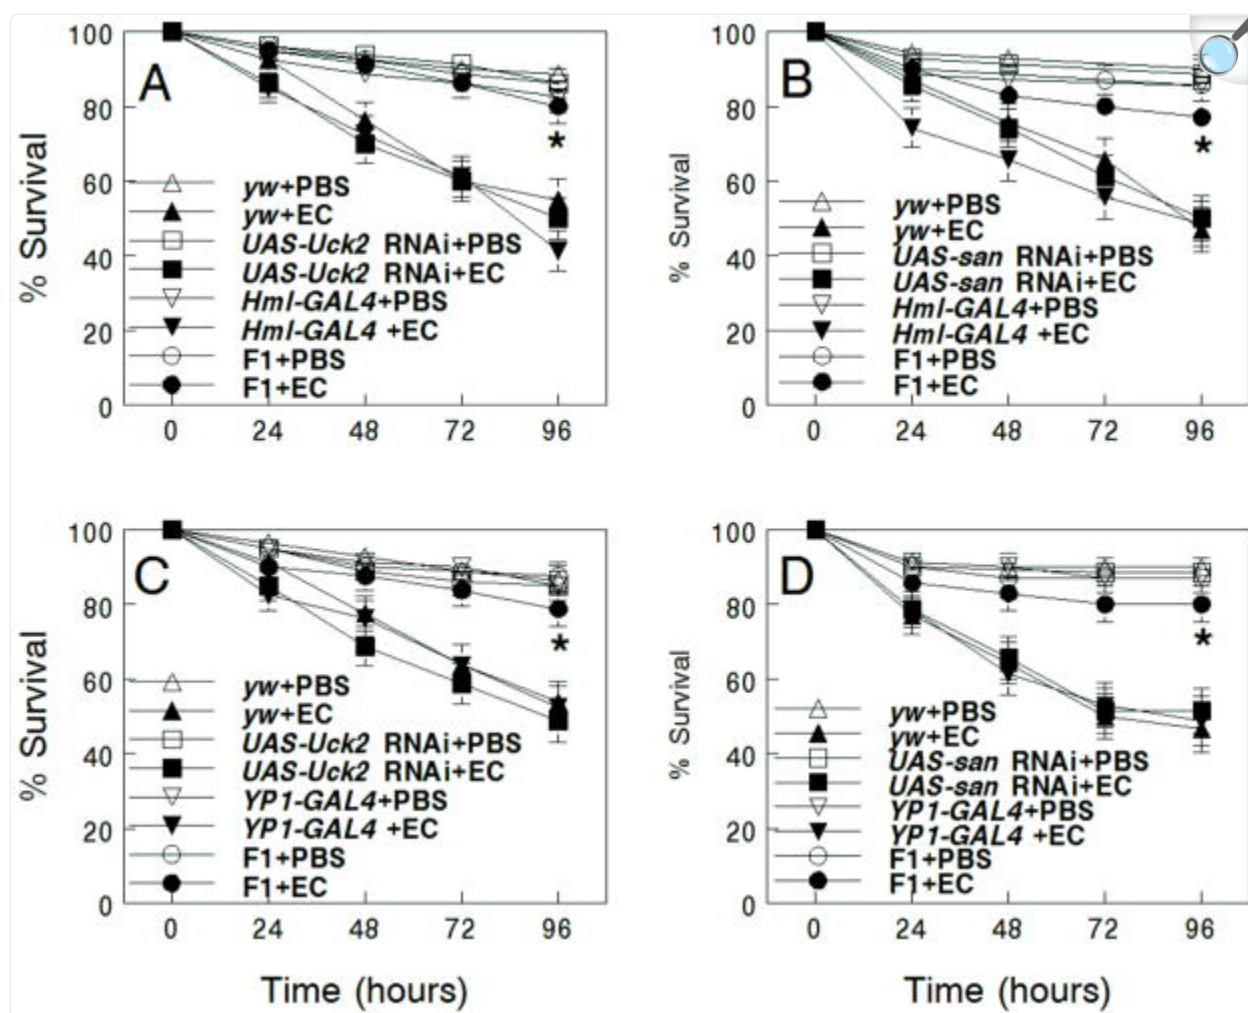 100
80
60
40
20
0
% Survival
A
yw+PBS
yw+EC
UAS-Uck2 RNAi+PBS
UAS-Uck2 RNAi+EC
Hml-GAL4+PBS
Hml-GAL4 +EC
F1+PBS
F1+EC
*
0 24 48 72 96
100
80
60
40
20
0
% Survival
B
yw+PBS
yw+EC
UAS-san RNAi+PBS
UAS-san RNAi+EC
Hml-GAL4+PBS
Hml-GAL4 +EC
F1+PBS
F1+EC
*
0 24 48 72 96
100
80
60
40
20
0
% Survival
C
yw+PBS
yw+EC
UAS-Uck2 RNAi+PBS
UAS-Uck2 RNAi+EC
YP1-GAL4+PBS
YP1-GAL4 +EC
F1+PBS
F1+EC
*
0 24 48 72 96
Time (hours)
100
80
60
40
20
0
% Survival
D
yw+PBS
yw+EC
UAS-san RNAi+PBS
UAS-san RNAi+EC
YP1-GAL4+PBS
YP1-GAL4 +EC
F1+PBS
F1+EC
*
0 24 48 72 96
Time (hours)